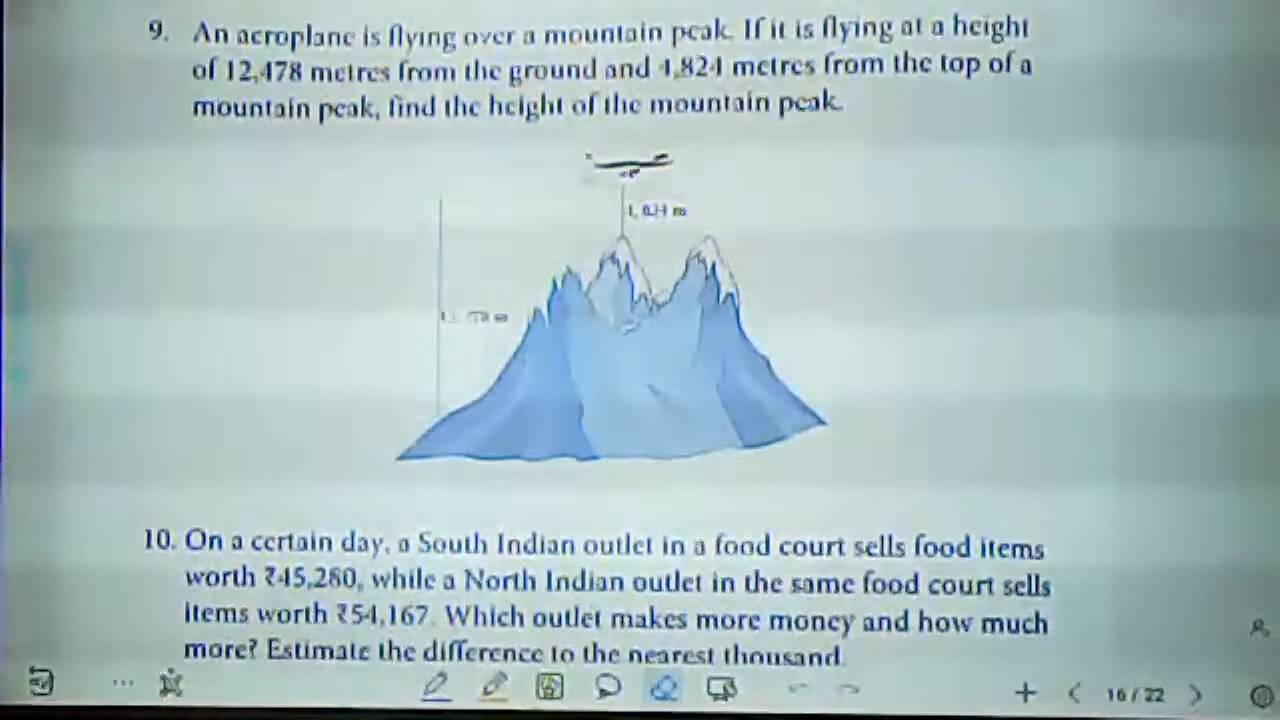 9. An aeroplane is flying over a mountain peak. If it is flying at a height
of 12,478 metres from the ground and 4,824 metres from the top of a
mountain peak, find the height of the mountain peak.
10. On a certain day, a South Indian outlet in a food court sells food items
worth ₹45,280, while a North Indian outlet in the same food court sells
items worth ₹54,167. Which outlet makes more money and how much
more? Estimate the difference to the nearest thousand.
16 / 22